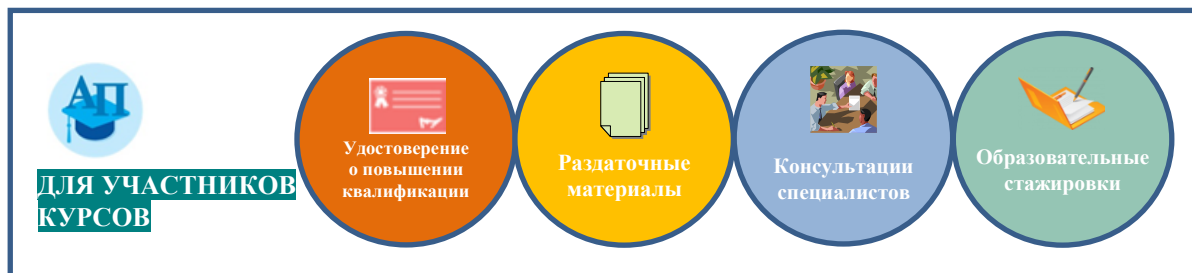 АП
ДЛЯ УЧАСТНИКОВ
КУРСОВ
Удостоверение
о повышении
квалификации
Раздаточные
материалы
Консультации
специалистов
Образовательные
стажировки